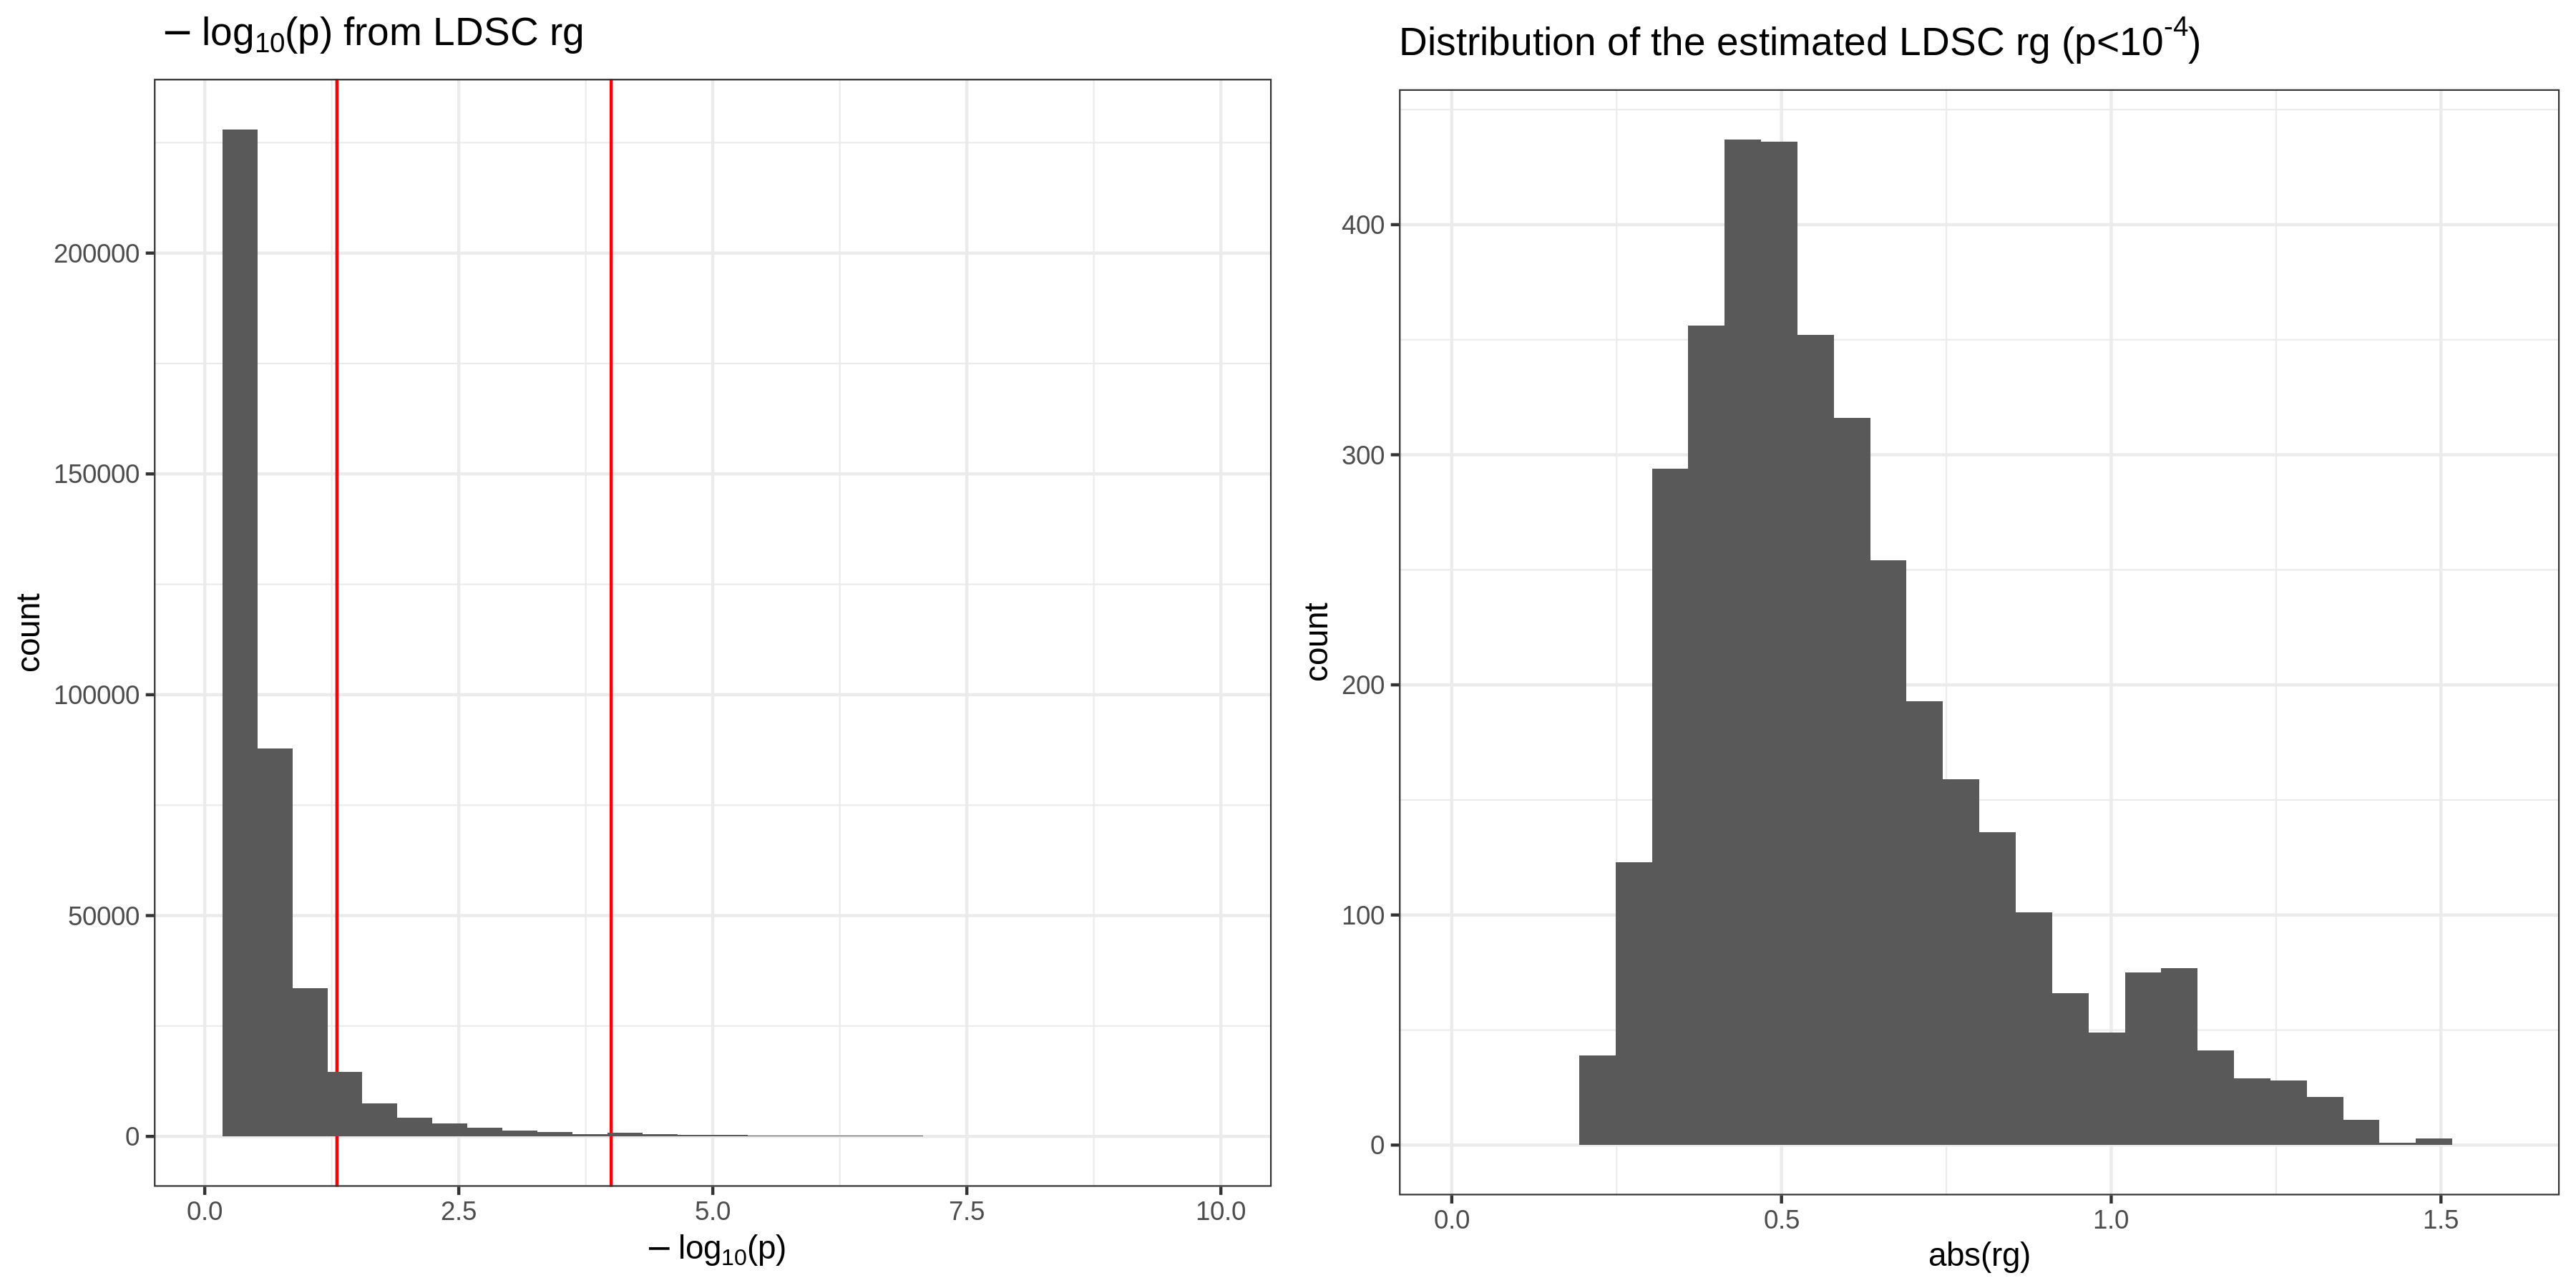 − log10(p) from LDSC rg
count
200000
150000
100000
50000
0
0.0 2.5 5.0 7.5 10.0
− log10(p)
Distribution of the estimated LDSC rg (p<10-4)
count
400
300
200
100
0
0.0 0.5 1.0 1.5
abs(rg)